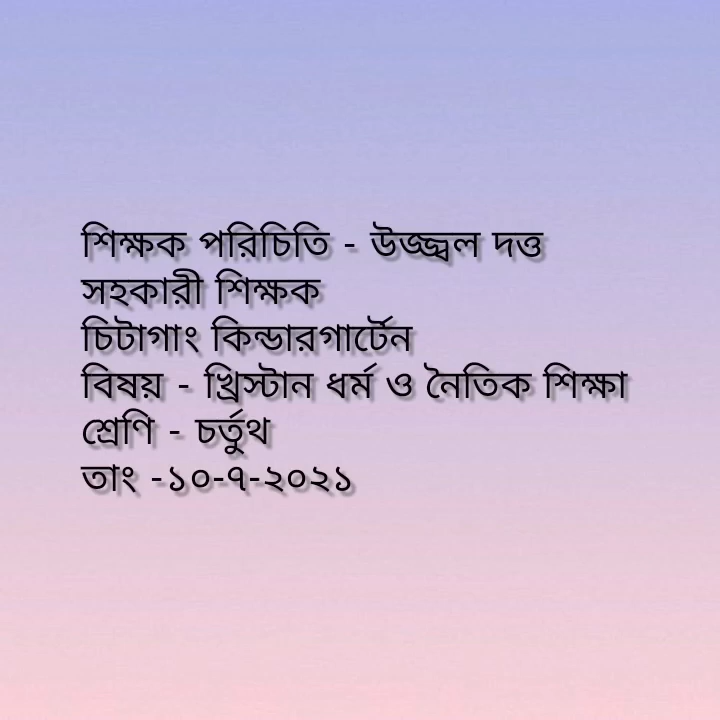 শিক্ষক পরিচিতি - উজ্জ্বল দত্ত
সহকারী শিক্ষক
চিটাগাং কিন্ডারগার্টেন
বিষয় - খ্রিস্টান ধর্ম ও নৈতিক শিক্ষা
শ্রেণি - চর্তুথ
তাং -১০-৭-২০২১